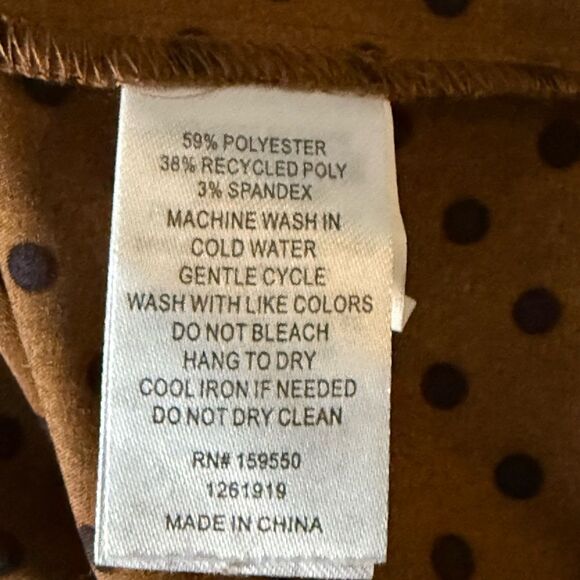 59% POLYESTER
38% RECYCLED POLY
3% SPANDEX
MACHINE WASH IN
COLD WATER
GENTLE CYCLE
WASH WITH LIKE COLORS
DO NOT BLEACH
HANG TO DRY
COOL IRON IF NEEDED
DO NOT DRY CLEAN
RN# 159550
1261919
MADE IN CHINA